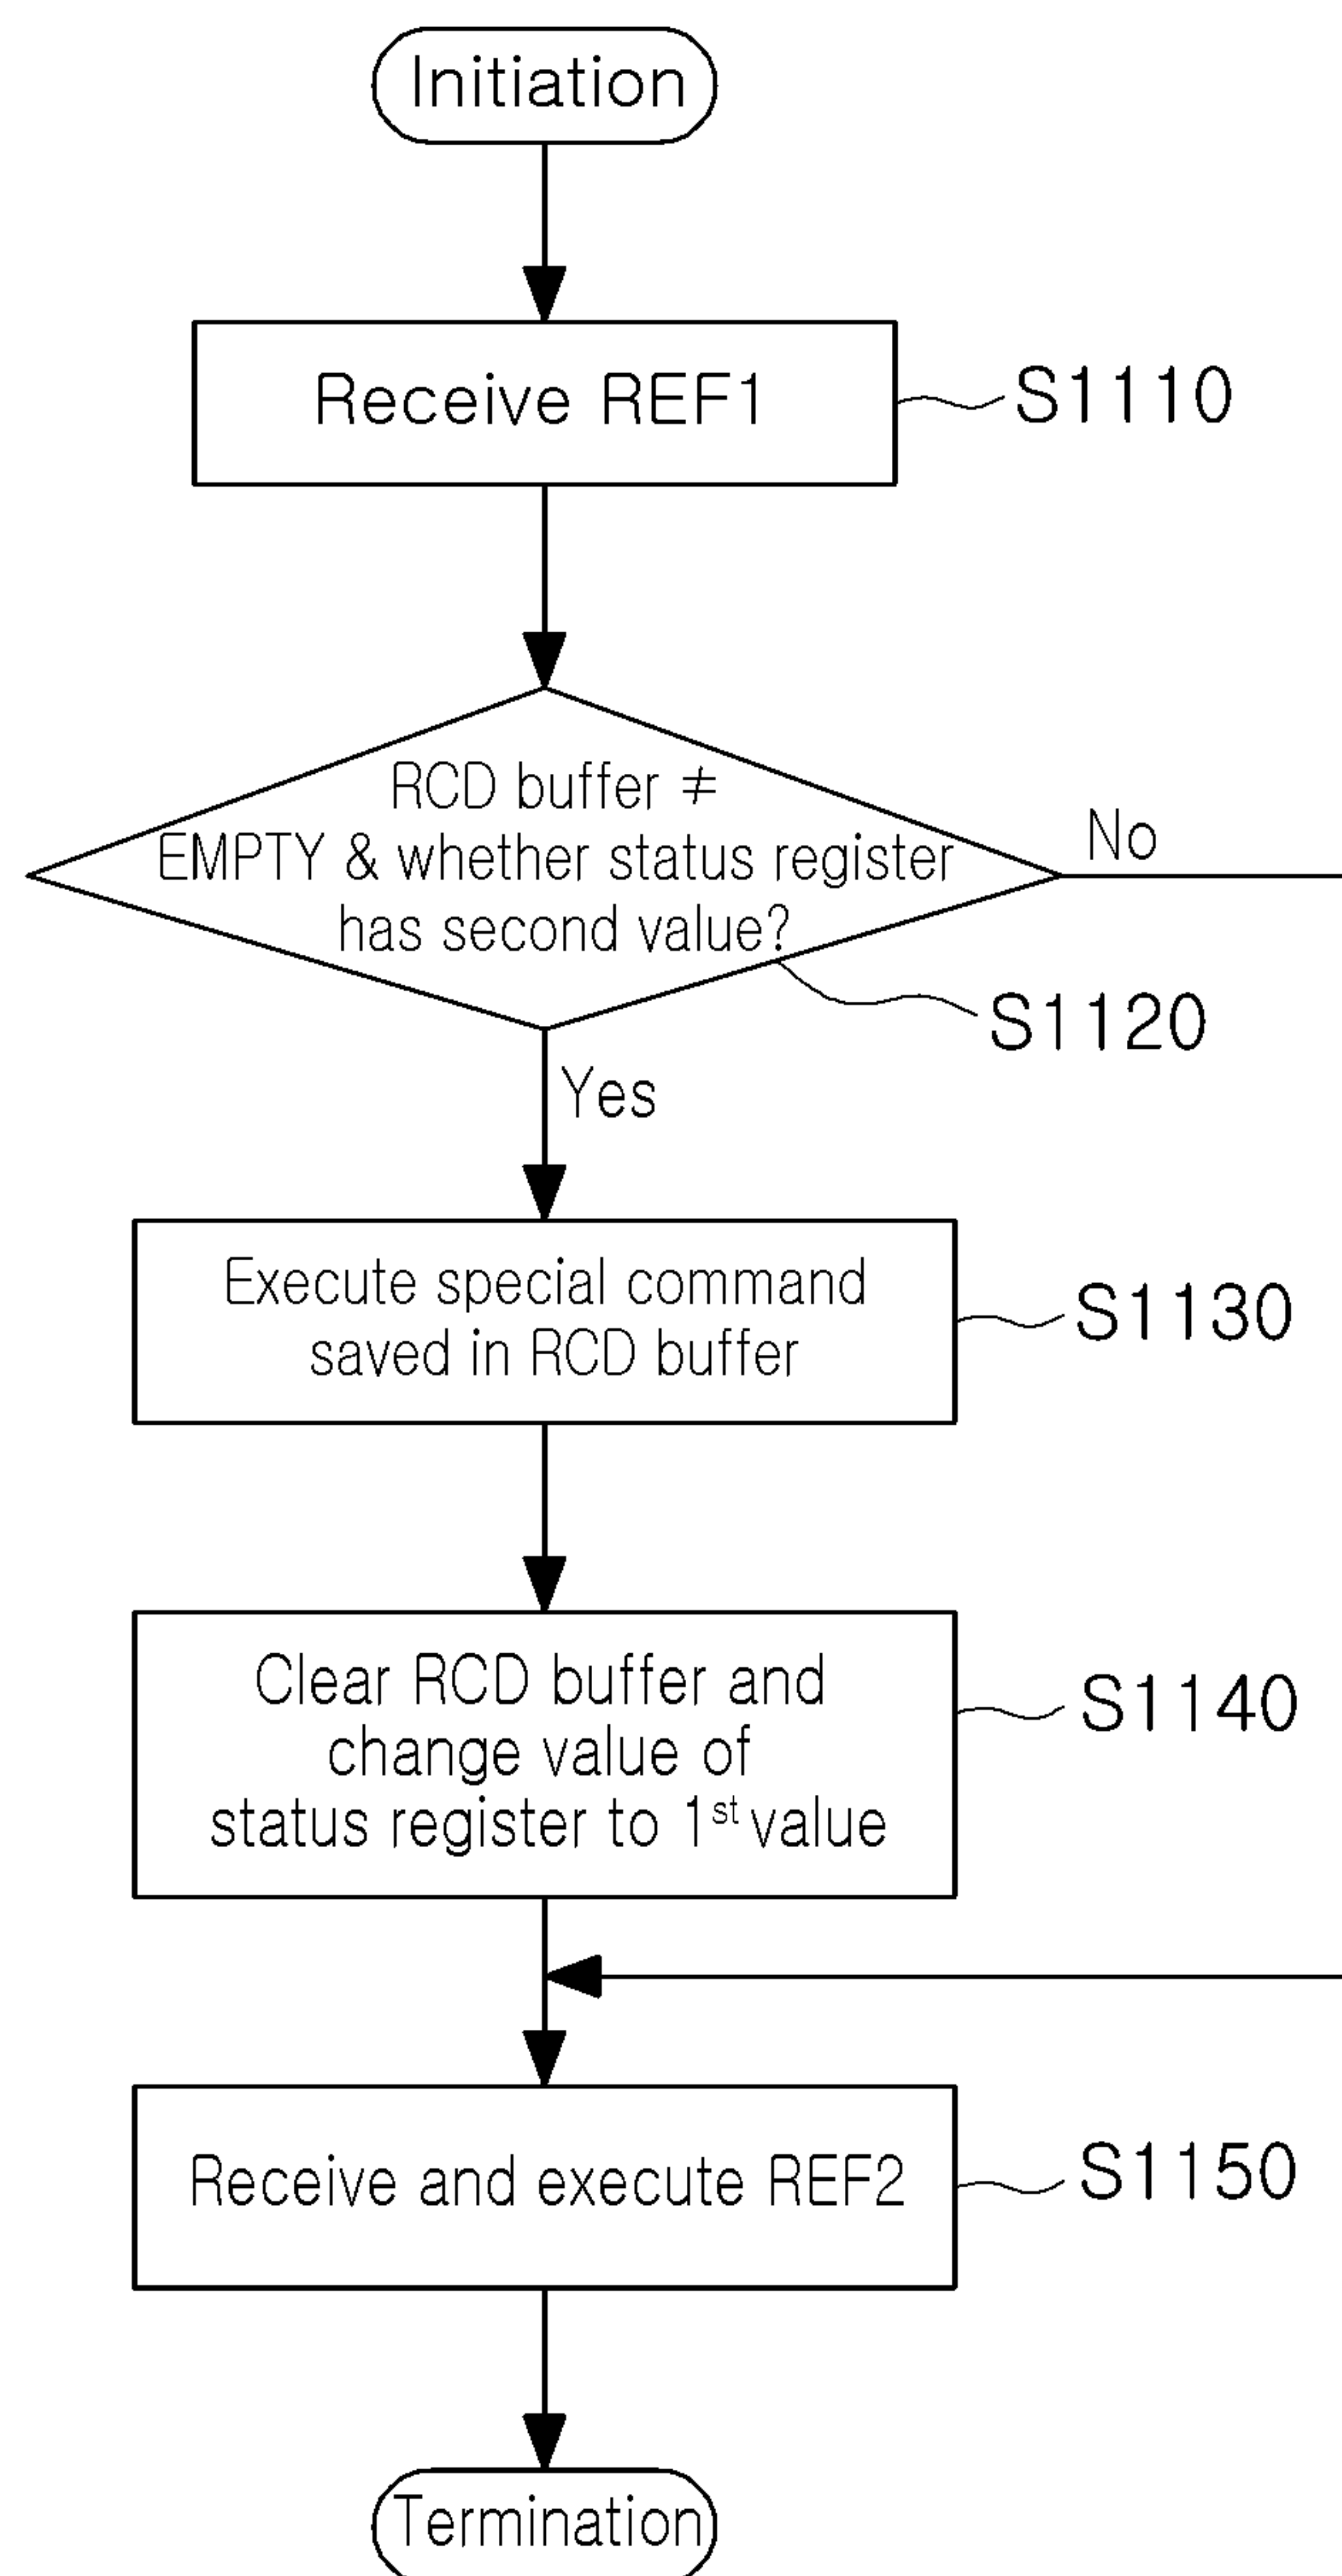 Initiation
Receive REF1
S1110
RCD buffer ≠
EMPTY & whether status register
has second value?
No
S1120
Yes
Execute special command
saved in RCD buffer
S1130
Clear RCD buffer and
change value of
status register to 1st value
S1140
Receive and execute REF2
S1150
Termination